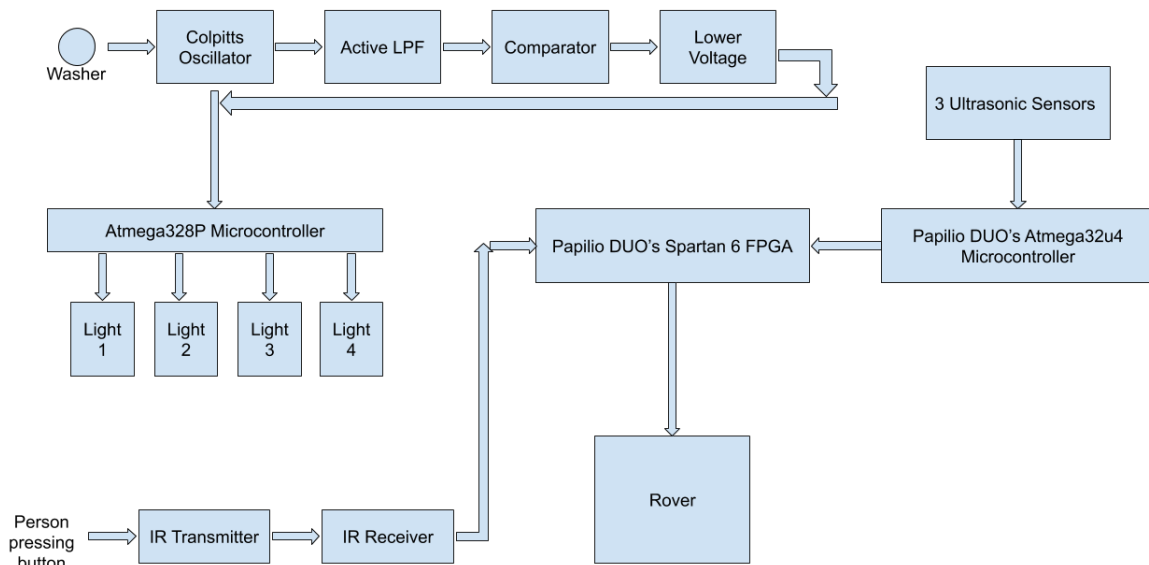 Washer
Colpitts
Oscillator
Active LPF
Comparator
Lower
Voltage
3 Ultrasonic Sensors
Atmega328P Microcontroller
Papilio DUO’s Spartan 6 FPGA
Papilio DUO’s Atmega32u4
Microcontroller
Light
1
Light
2
Light
3
Light
4
Rover
Person
pressing
button
IR Transmitter
IR Receiver